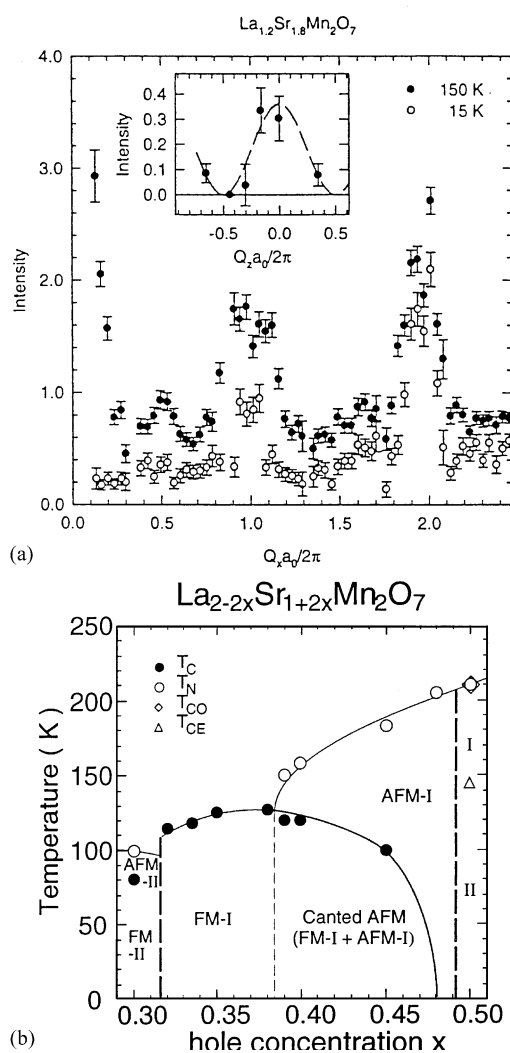 La1.2Sr1.8Mn2O7
4.0
3.0
2.0
1.0
0.0
Intensity
0.4
0.3
0.2
0.1
0.0
Intensity
-0.5
0.0
0.5
Qza0/2π
150 K
15 K
0.0
0.5
1.0
1.5
2.0
Qxa0/2π
(a)
La2-2xSr1+2xMn2O7
250
200
150
100
50
0
Temperature ( K )
TC
TN
TCO
TCE
AFM
-II
FM
-II
FM-I
Canted AFM
(FM-I + AFM-I)
AFM-I
I
II
0.30
0.35
0.40
0.45
0.50
hole concentration x
(b)